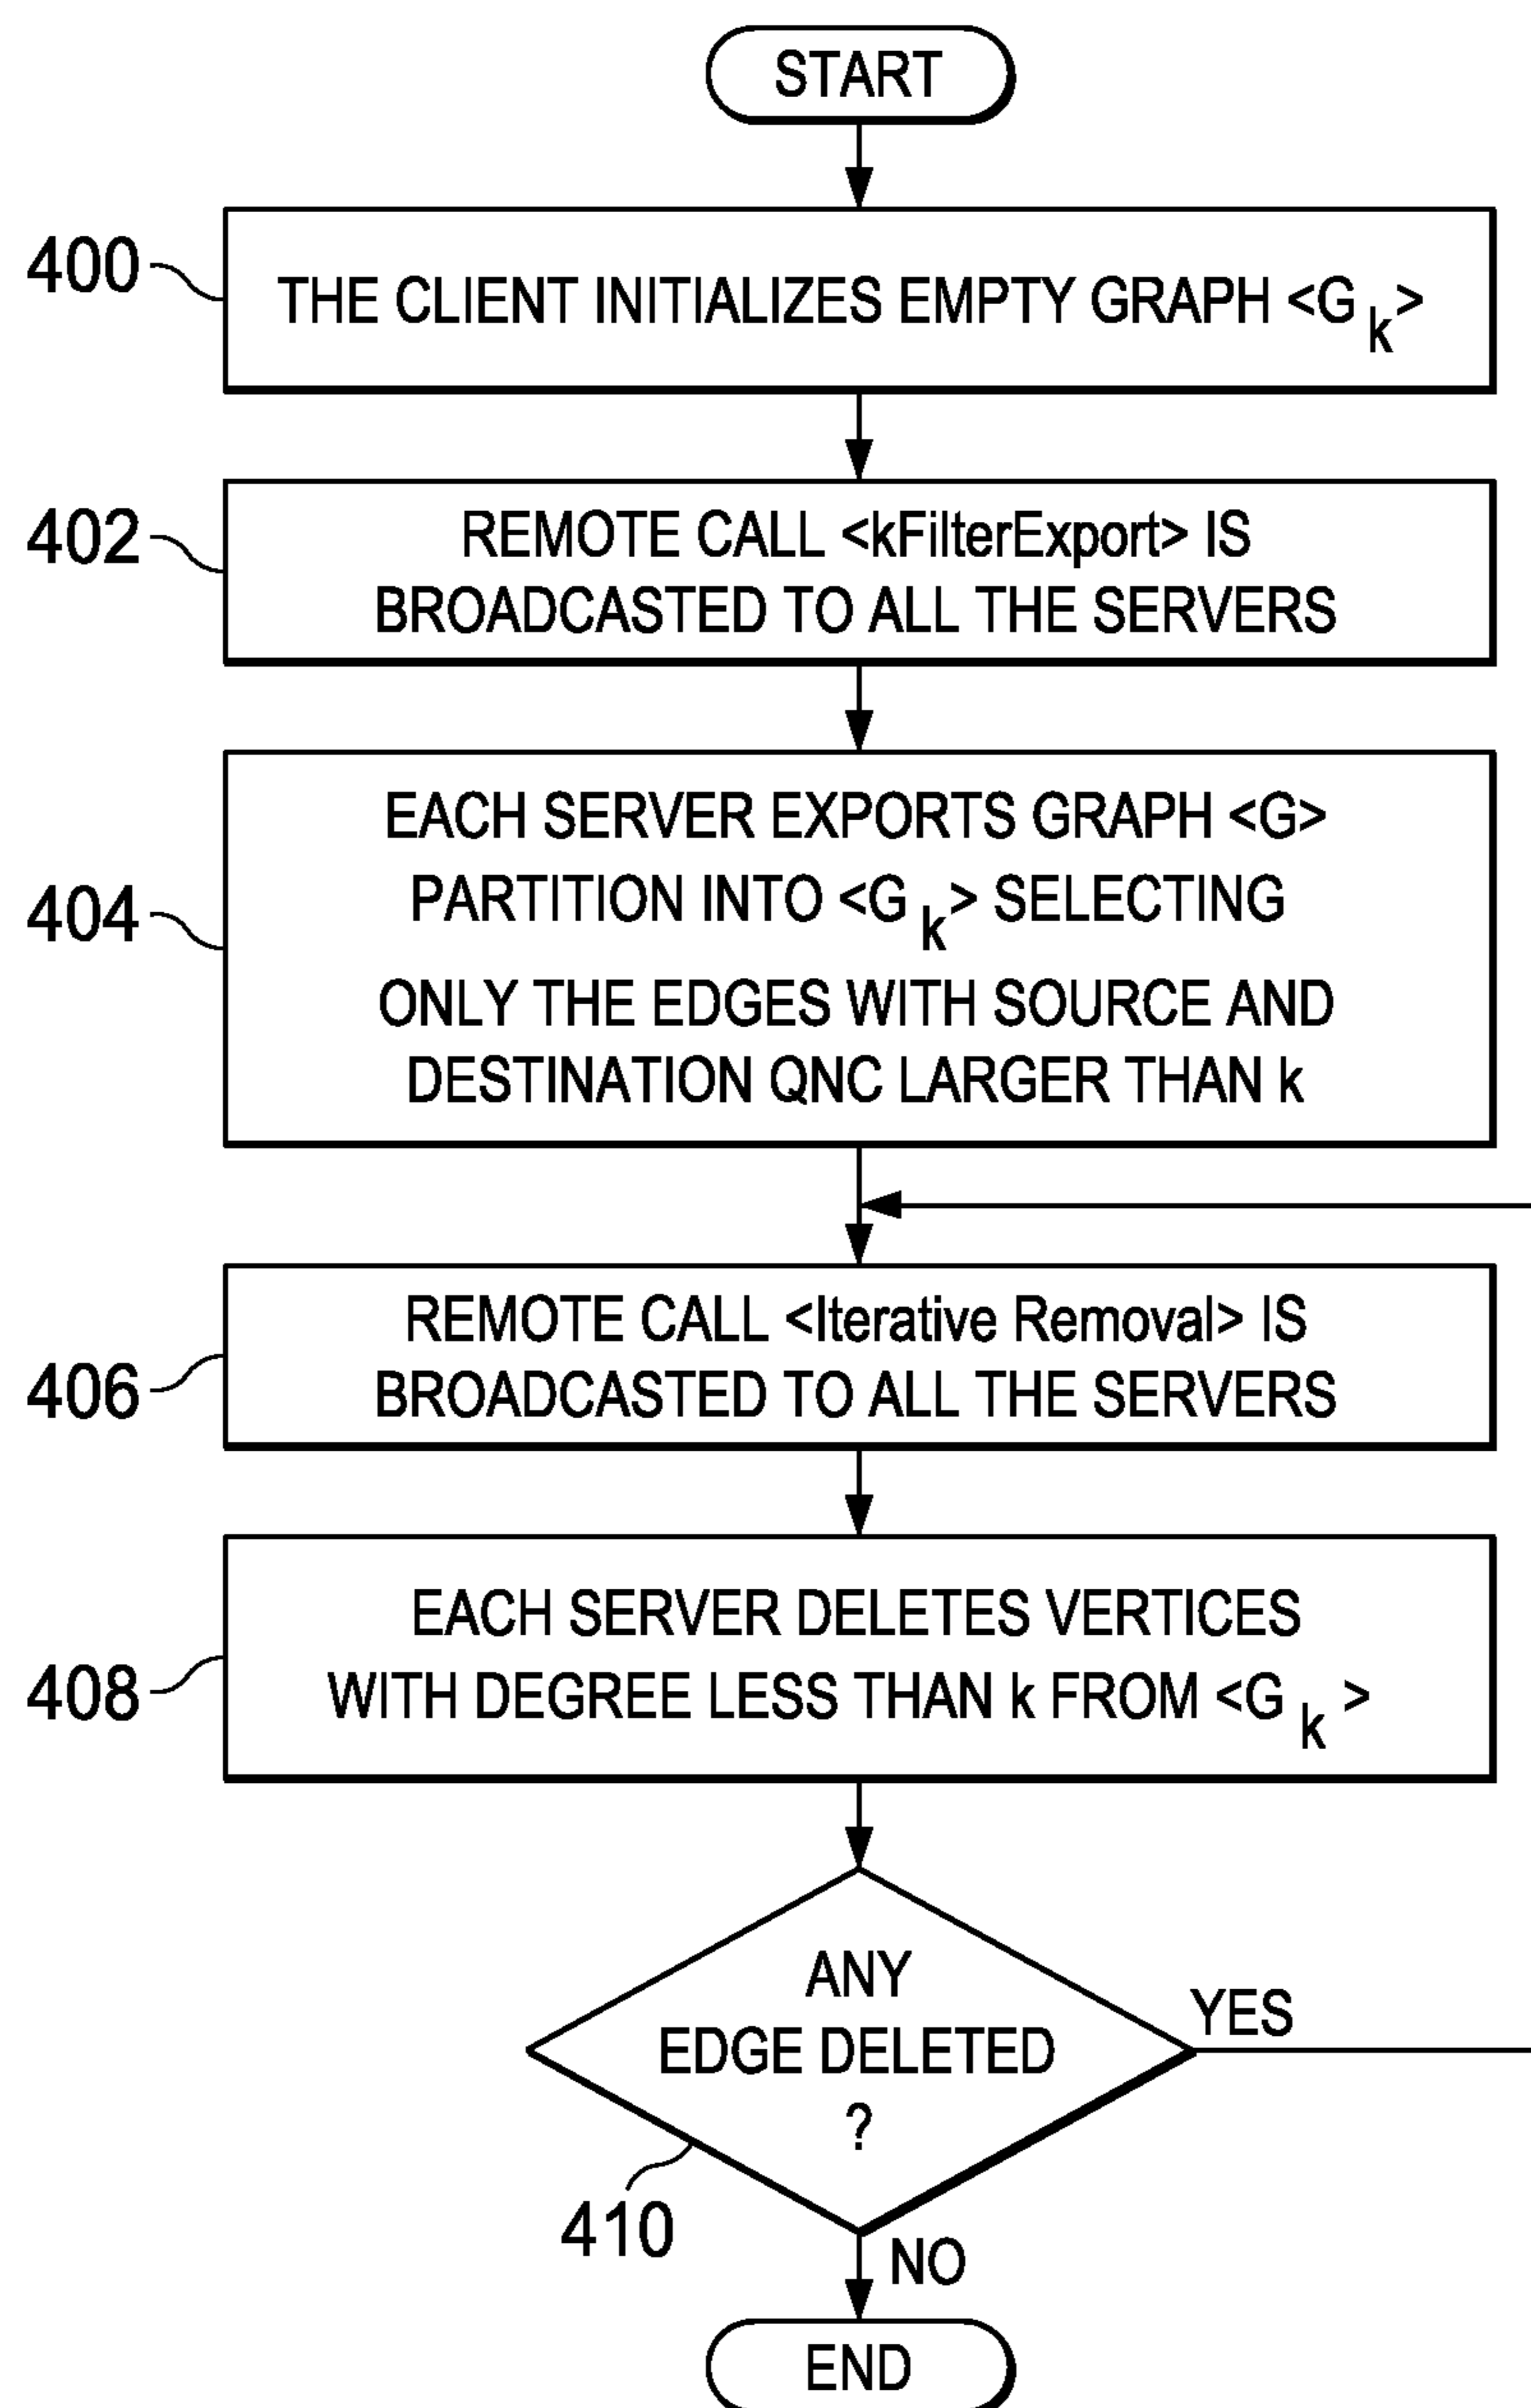 START
400
THE CLIENT INITIALIZES EMPTY GRAPH <G k>
402
REMOTE CALL <kFilterExport> IS
BROADCASTED TO ALL THE SERVERS
404
EACH SERVER EXPORTS GRAPH <G>
PARTITION INTO <G k> SELECTING
ONLY THE EDGES WITH SOURCE AND
DESTINATION QNC LARGER THAN k
406
REMOTE CALL <Iterative Removal> IS
BROADCASTED TO ALL THE SERVERS
408
EACH SERVER DELETES VERTICES
WITH DEGREE LESS THAN k FROM <G k >
ANY
EDGE DELETED
?
YES
410
NO
END